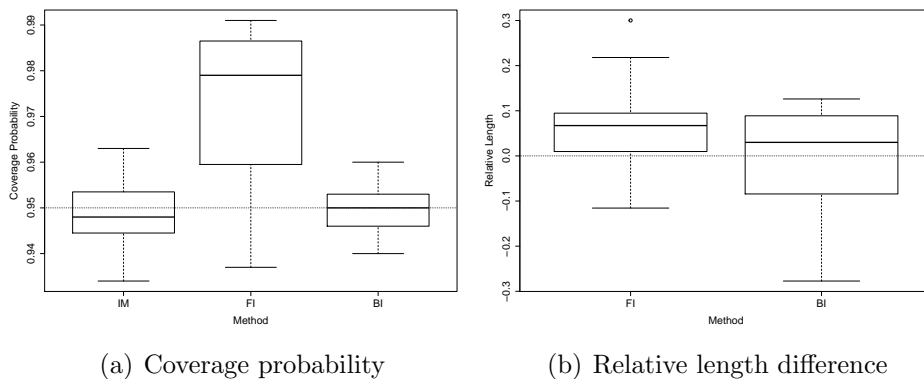 0.99
0.98
0.97
0.96
0.95
0.94
Coverage Probability
IM
FI
BI
Method
0.3
0.2
0.1
0.0
−0.1
−0.2
−0.3
Relative Length
FI
BI
Method
(a) Coverage probability
(b) Relative length difference